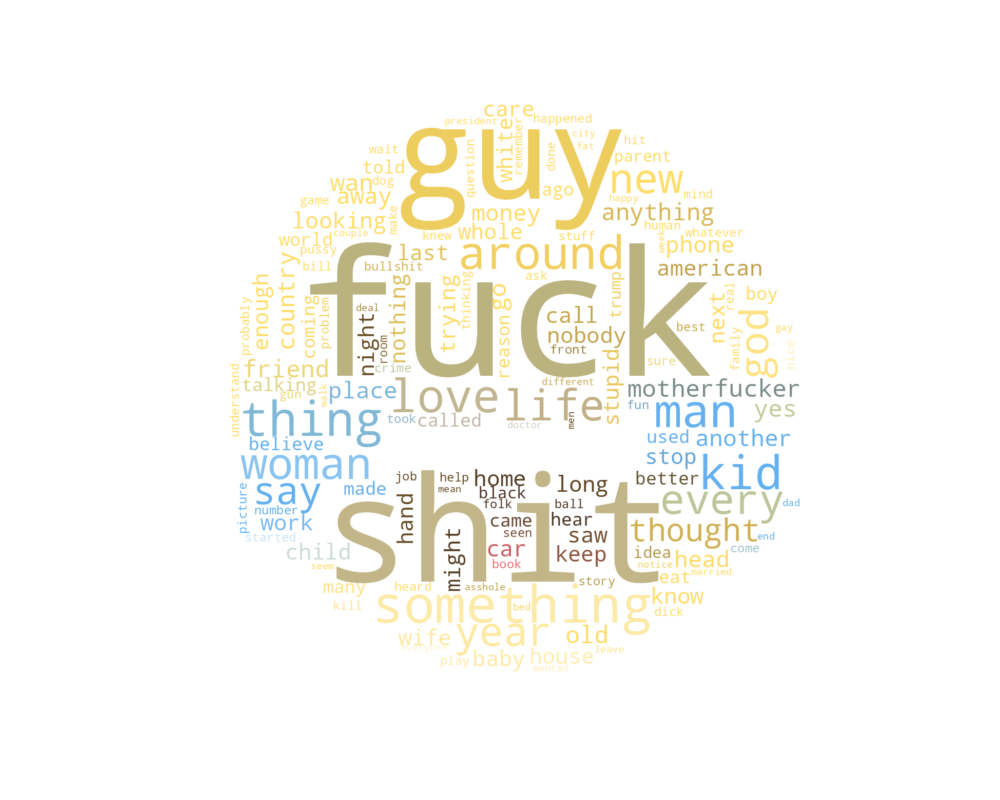 care
president
happened
guy
white
remember
city
fat
hit
wait
told
question
done
parent
wan
dog
ago
new
mind
game
away
make
money
happy
anything
looking
human
couple
whole
stuff
whatever
world
knew
phone
pussy
last
around
week
bill
bullshit
ask
american
fuck
country
enough
coming
problem
probably
deal
night
room
nothing
trying
thinking
reason
go
call
nobody
front
trump
best
next
real
boy
god
gay
nice
family
sure
stupid
crime
friend
different
talking
gun
walk
understand
place
love
life
men
doctor
motherfucker
fun
man
yes
thing
took
called
used
another
believe
stop
woman
kid
job
help
home
long
better
say
made
mean
black
every
dad
picture
number
hand
folk
ball
work
came
hear
thought
end
started
seen
saw
shit
child
might
car
keep
idea
come
book
notice
head
seem
story
eat
married
many
heard
asshole
know
kill
something
bed
dick
wife
year
old
leave
play
baby
house
wanted